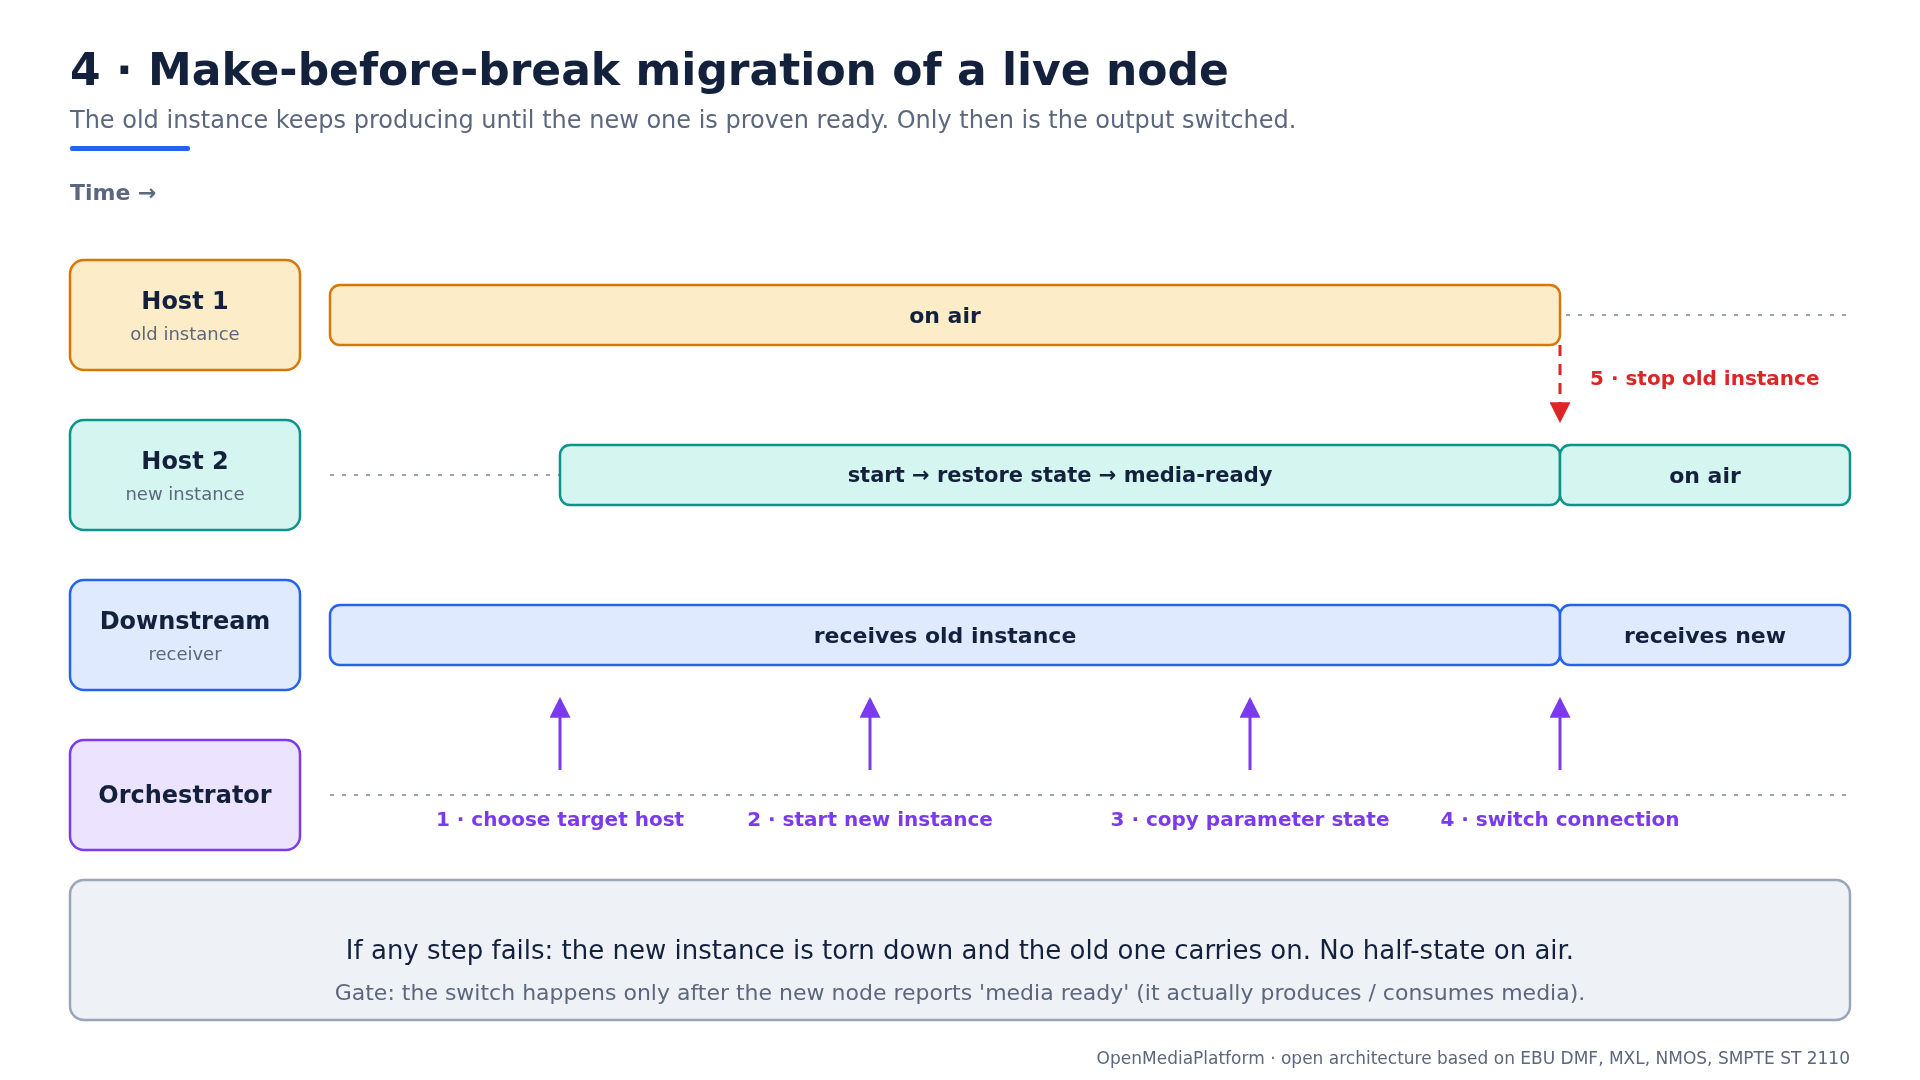 4 · Make-before-break migration of a live node
The old instance keeps producing until the new one is proven ready. Only then is the output switched.
Time →
Host 1
old instance
on air
5 · stop old instance
Host 2
new instance
start → restore state → media-ready
on air
Downstream
receiver
receives old instance
receives new
Orchestrator
1 · choose target host
2 · start new instance
3 · copy parameter state
4 · switch connection
If any step fails: the new instance is torn down and the old one carries on. No half-state on air.
Gate: the switch happens only after the new node reports 'media ready' (it actually produces / consumes media).
OpenMediaPlatform · open architecture based on EBU DMF, MXL, NMOS, SMPTE ST 2110